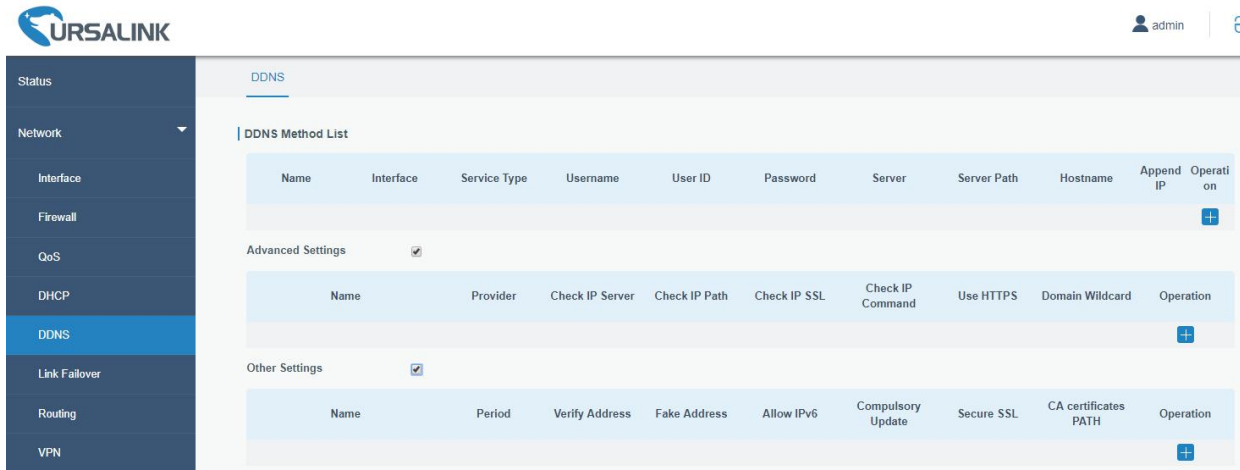 URSALINK
admin
Status
DDNS
Network
DDNS Method List
Interface
Name Interface Service Type Username User ID Password Server Server Path Hostname Append IP Operati on
Firewall
QoS
Advanced Settings
DHCP
Name Provider Check IP Server Check IP Path Check IP SSL Check IP Command Use HTTPS Domain Wildcard Operation
DDNS
Link Failover
Other Settings
Routing
Name Period Verify Address Fake Address Allow IPv6 Compulsory Update Secure SSL CA certificates PATH Operation
VPN